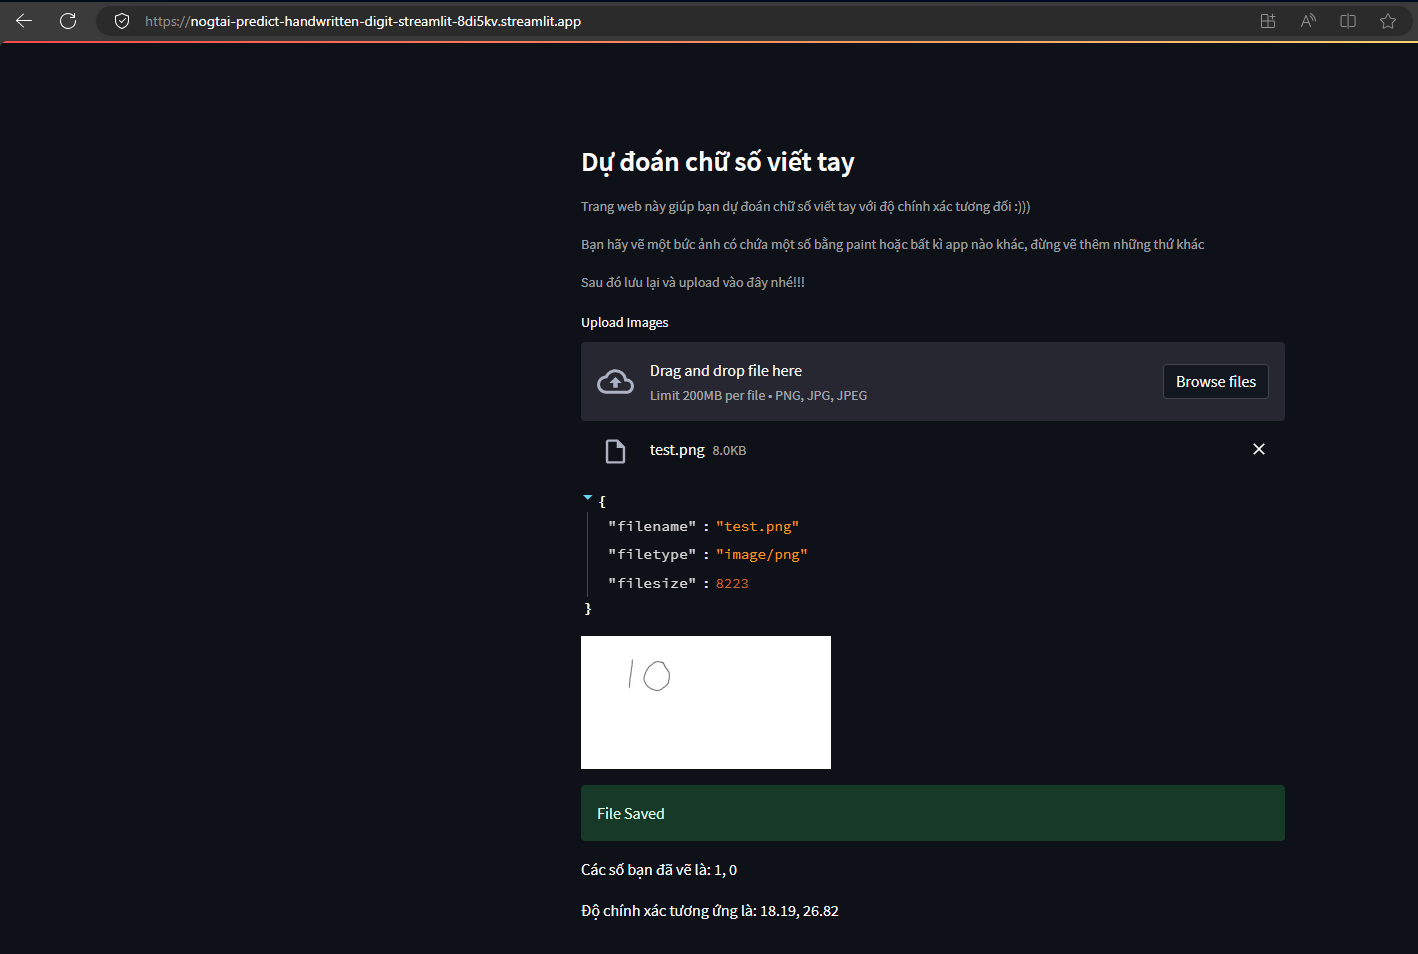 https://nogtai-predict-handwritten-digit-streamlit-8di5kv.streamlit.app
Dự đoán chữ số viết tay
Trang web này giúp bạn dự đoán chữ số viết tay với độ chính xác tương đối :)))
Bạn hãy vẽ một bức ảnh có chứa một số bằng paint hoặc bất kì app nào khác, đừng vẽ thêm những thứ khác
Sau đó lưu lại và upload vào đây nhé!!!
Upload Images
Drag and drop file here
Limit 200MB per file • PNG, JPG, JPEG
Browse files
test.png 8.0KB
{
"filename" : "test.png"
"filetype" : "image/png"
"filesize" : 8223
}
10
File Saved
Các số bạn đã vẽ là: 1, 0
Độ chính xác tương ứng là: 18.19, 26.82